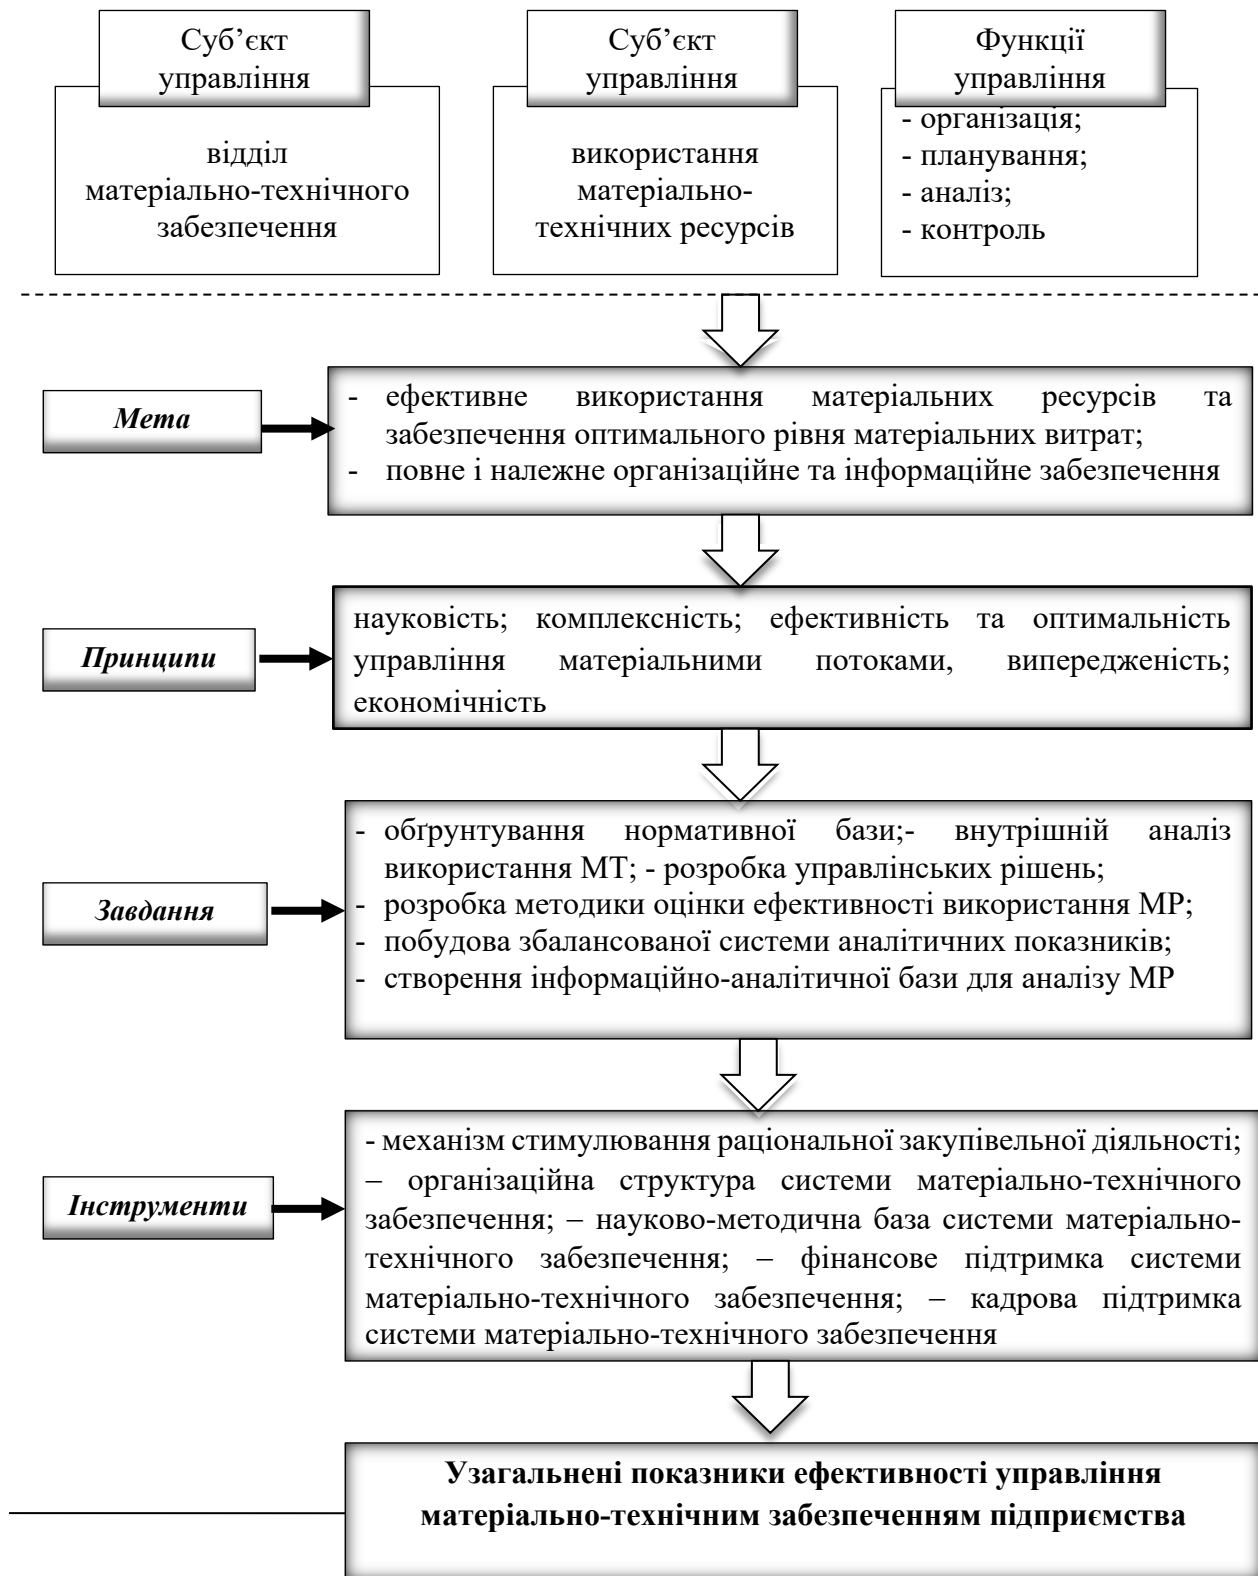 Суб’єкт
управління
відділ
матеріально-технічного
забезпечення
Суб’єкт
управління
використання
матеріально-
технічних ресурсів
Функції
управління
- організація;
- планування;
- аналіз;
- контроль
Мета
- ефективне використання матеріальних ресурсів та
забезпечення оптимального рівня матеріальних витрат;
- повне і належне організаційне та інформаційне забезпечення
Принципи
науковість; комплексність; ефективність та оптимальність
управління матеріальними потоками, випередженість;
економічність
Завдання
- обґрунтування нормативної бази;- внутрішній аналіз
використання МТ; - розробка управлінських рішень;
- розробка методики оцінки ефективності використання МР;
- побудова збалансованої системи аналітичних показників;
- створення інформаційно-аналітичної бази для аналізу МР
Інструменти
- механізм стимулювання раціональної закупівельної діяльності;
– організаційна структура системи матеріально-технічного
забезпечення; – науково-методична база системи матеріально-
технічного забезпечення; – фінансове підтримка системи
матеріально-технічного забезпечення; – кадрова підтримка
системи матеріально-технічного забезпечення
Узагальнені показники ефективності управління
матеріально-технічним забезпеченням підприємства